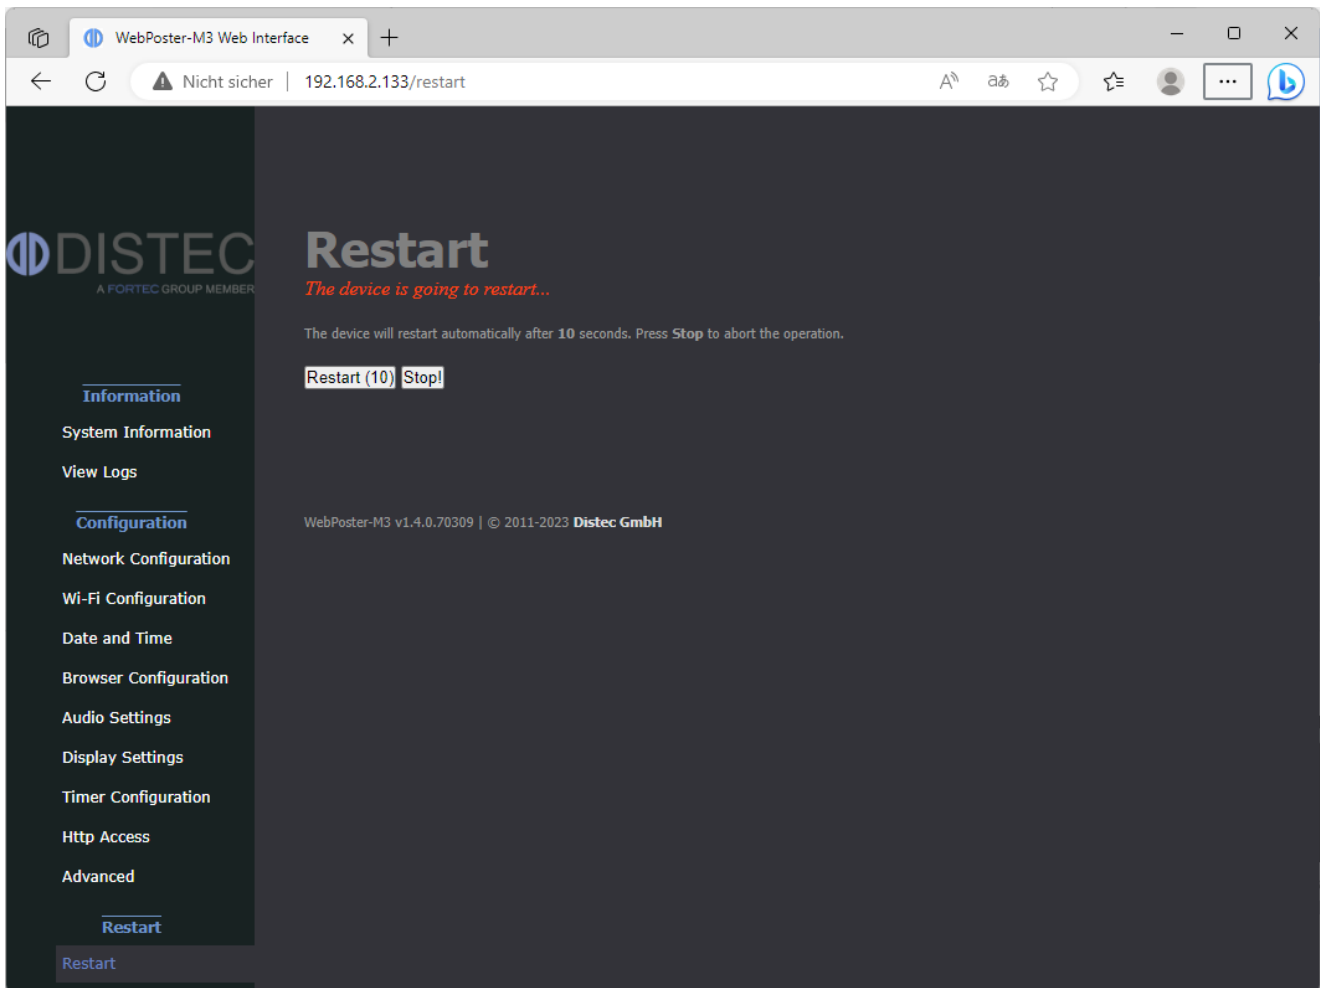 WebPoster-M3 Web Interface
Nicht sicher | 192.168.2.133/restart
DISTEC
A FORTEC GROUP MEMBER
Information
System Information
View Logs
Configuration
Network Configuration
Wi-Fi Configuration
Date and Time
Browser Configuration
Audio Settings
Display Settings
Timer Configuration
Http Access
Advanced
Restart
Restart
Restart
The device is going to restart...
The device will restart automatically after 10 seconds. Press Stop to abort the operation.
Restart (10) Stop!
WebPoster-M3 v1.4.0.70309 | © 2011-2023 Distec GmbH